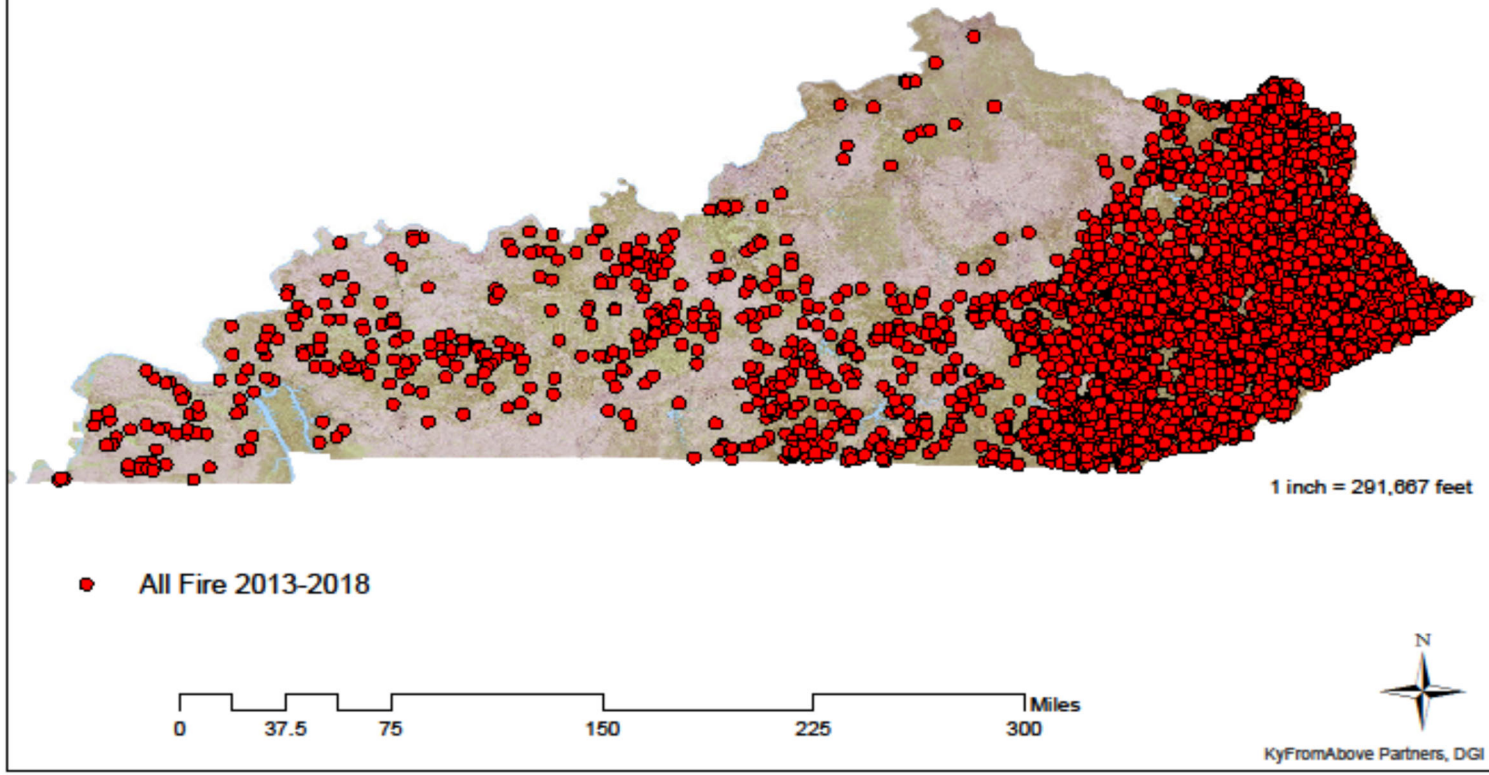 1 inch = 291,667 feet
All Fire 2013-2018
Miles
0 37.5 75 150 225 300
N
KyFromAbove Partners, DGI